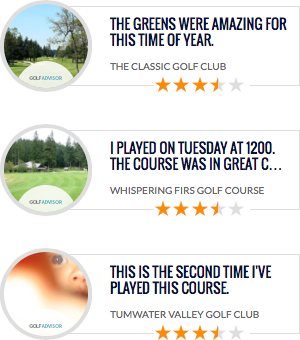 THE GREENS WERE AMAZING FOR
THIS TIME OF YEAR.
THE CLASSIC GOLF CLUB
GOLFADVISOR
I PLAYED ON TUESDAY AT 1200.
THE COURSE WAS IN GREAT C...
WHISPERING FIRS GOLF COURSE
GOLFADVISOR
THIS IS THE SECOND TIME I'VE
PLAYED THIS COURSE.
TUMWATER VALLEY GOLF CLUB
GOLFADVISOR